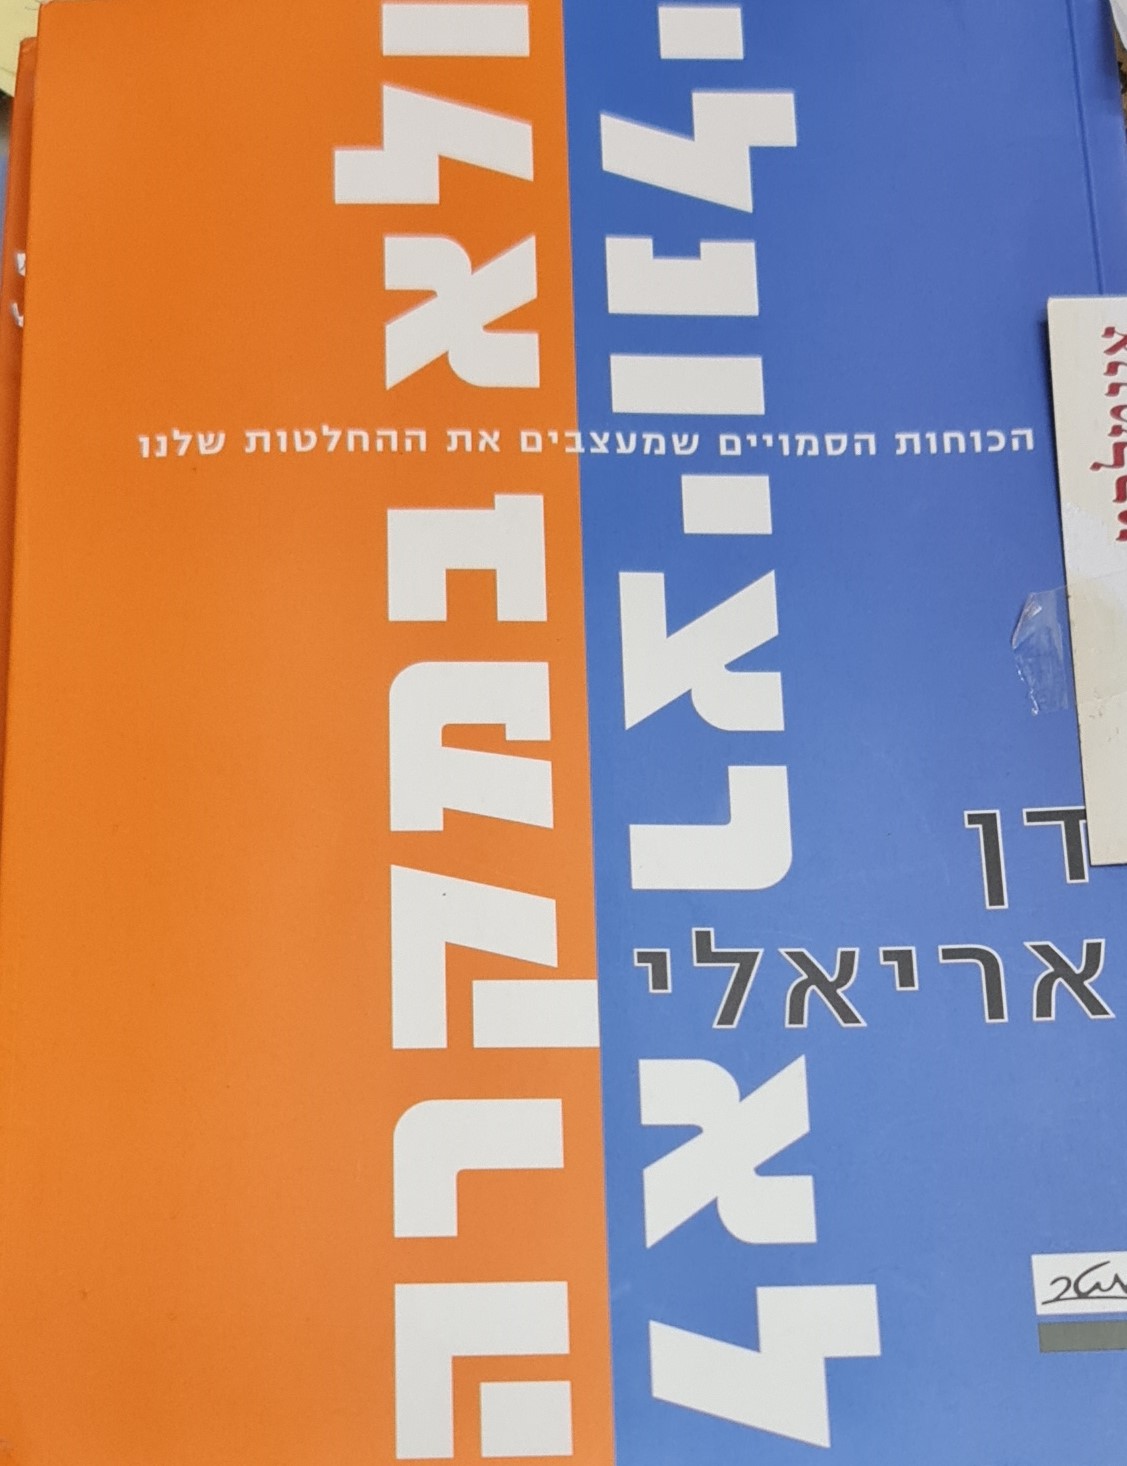 לא רציונלי
ולא במקרה
הכוחות הסמויים שמעצבים את ההחלטות שלנו
דן
אריאלי